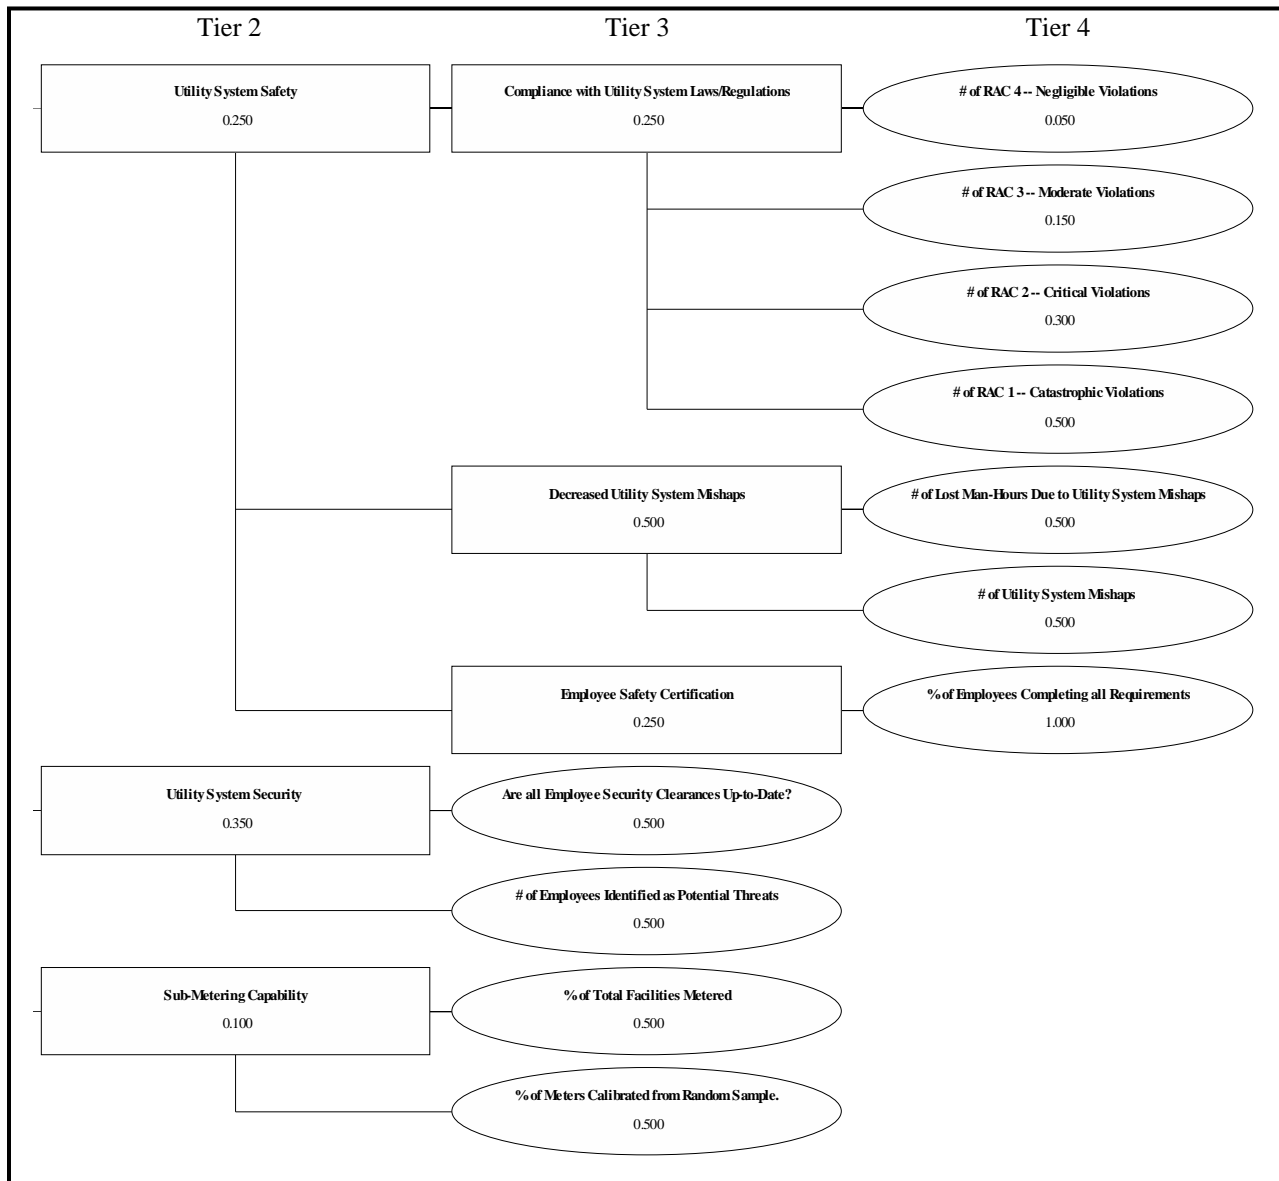 Tier 2
Tier 3
Tier 4
Utility System Safety
0.250
Compliance with Utility System Laws/Regulations
0.250
# of RAC 4 -- Negligible Violations
0.050
# of RAC 3 -- Moderate Violations
0.150
# of RAC 2 -- Critical Violations
0.300
# of RAC 1 -- Catastrophic Violations
0.500
Decreased Utility System Mishaps
0.500
# of Lost Man-Hours Due to Utility System Mishaps
0.500
# of Utility System Mishaps
0.500
Employee Safety Certification
0.250
% of Employees Completing all Requirements
1.000
Utility System Security
0.350
Are all Employee Security Clearances Up-to-Date?
0.500
# of Employees Identified as Potential Threats
0.500
Sub-Metering Capability
0.100
% of Total Facilities Metered
0.500
% of Meters Calibrated from Random Sample.
0.500